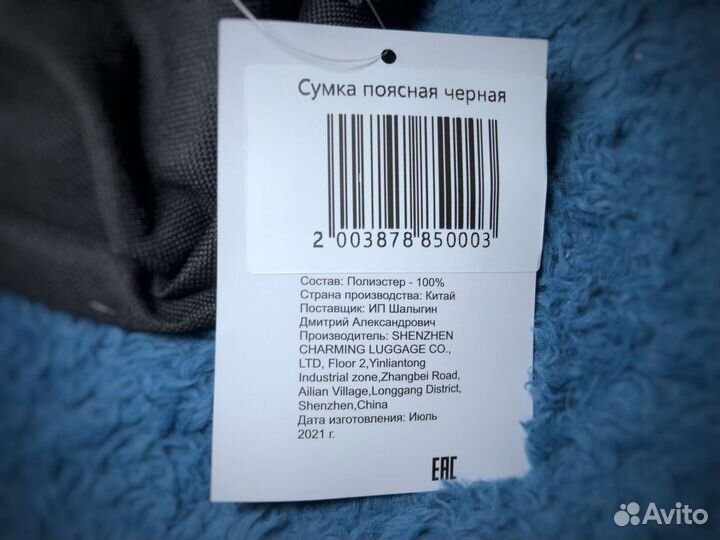 Сумка поясная черная
2 003878 850003
Состав: Полиэстер - 100%
Страна производства: Китай
Поставщик: ИП Шалыгин
Дмитрий Александрович
Производитель: SHENZHEN
CHARMING LUGGAGE CO.,
LTD, Floor 2,Yinliantong
Industrial zone,Zhangbei Road,
Ailian Village,Longgang District,
Shenzhen,China
Дата изготовления: Июль
2021 г.
EAC
Avito